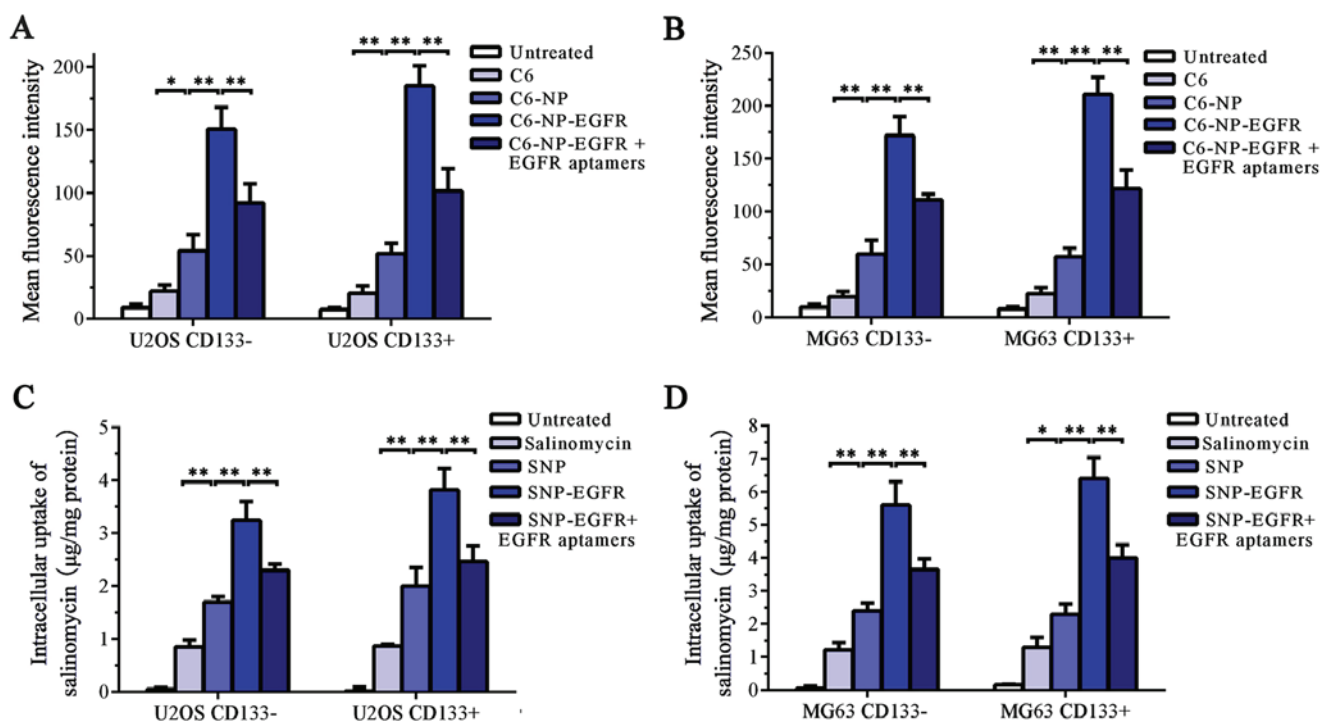 A
Mean fluorescence intensity
200
150
100
50
0
* ** **
** ** **
U2OS CD133-
U2OS CD133+
Untreated
C6
C6-NP
C6-NP-EGFR
C6-NP-EGFR +
EGFR aptamers
B
Mean fluorescence intensity
250
200
150
100
50
0
** ** **
** ** **
MG63 CD133-
MG63 CD133+
Untreated
C6
C6-NP
C6-NP-EGFR
C6-NP-EGFR +
EGFR aptamers
C
Intracellular uptake of
salinomycin (μg/mg protein)
5
4
3
2
1
0
** ** **
** ** **
U2OS CD133-
U2OS CD133+
Untreated
Salinomycin
SNP
SNP-EGFR
SNP-EGFR+
EGFR aptamers
D
Intracellular uptake of
salinomycin (μg/mg protein)
8
7
6
5
4
3
2
1
0
** ** **
* ** **
MG63 CD133-
MG63 CD133+
Untreated
Salinomycin
SNP
SNP-EGFR
SNP-EGFR+
EGFR aptamers